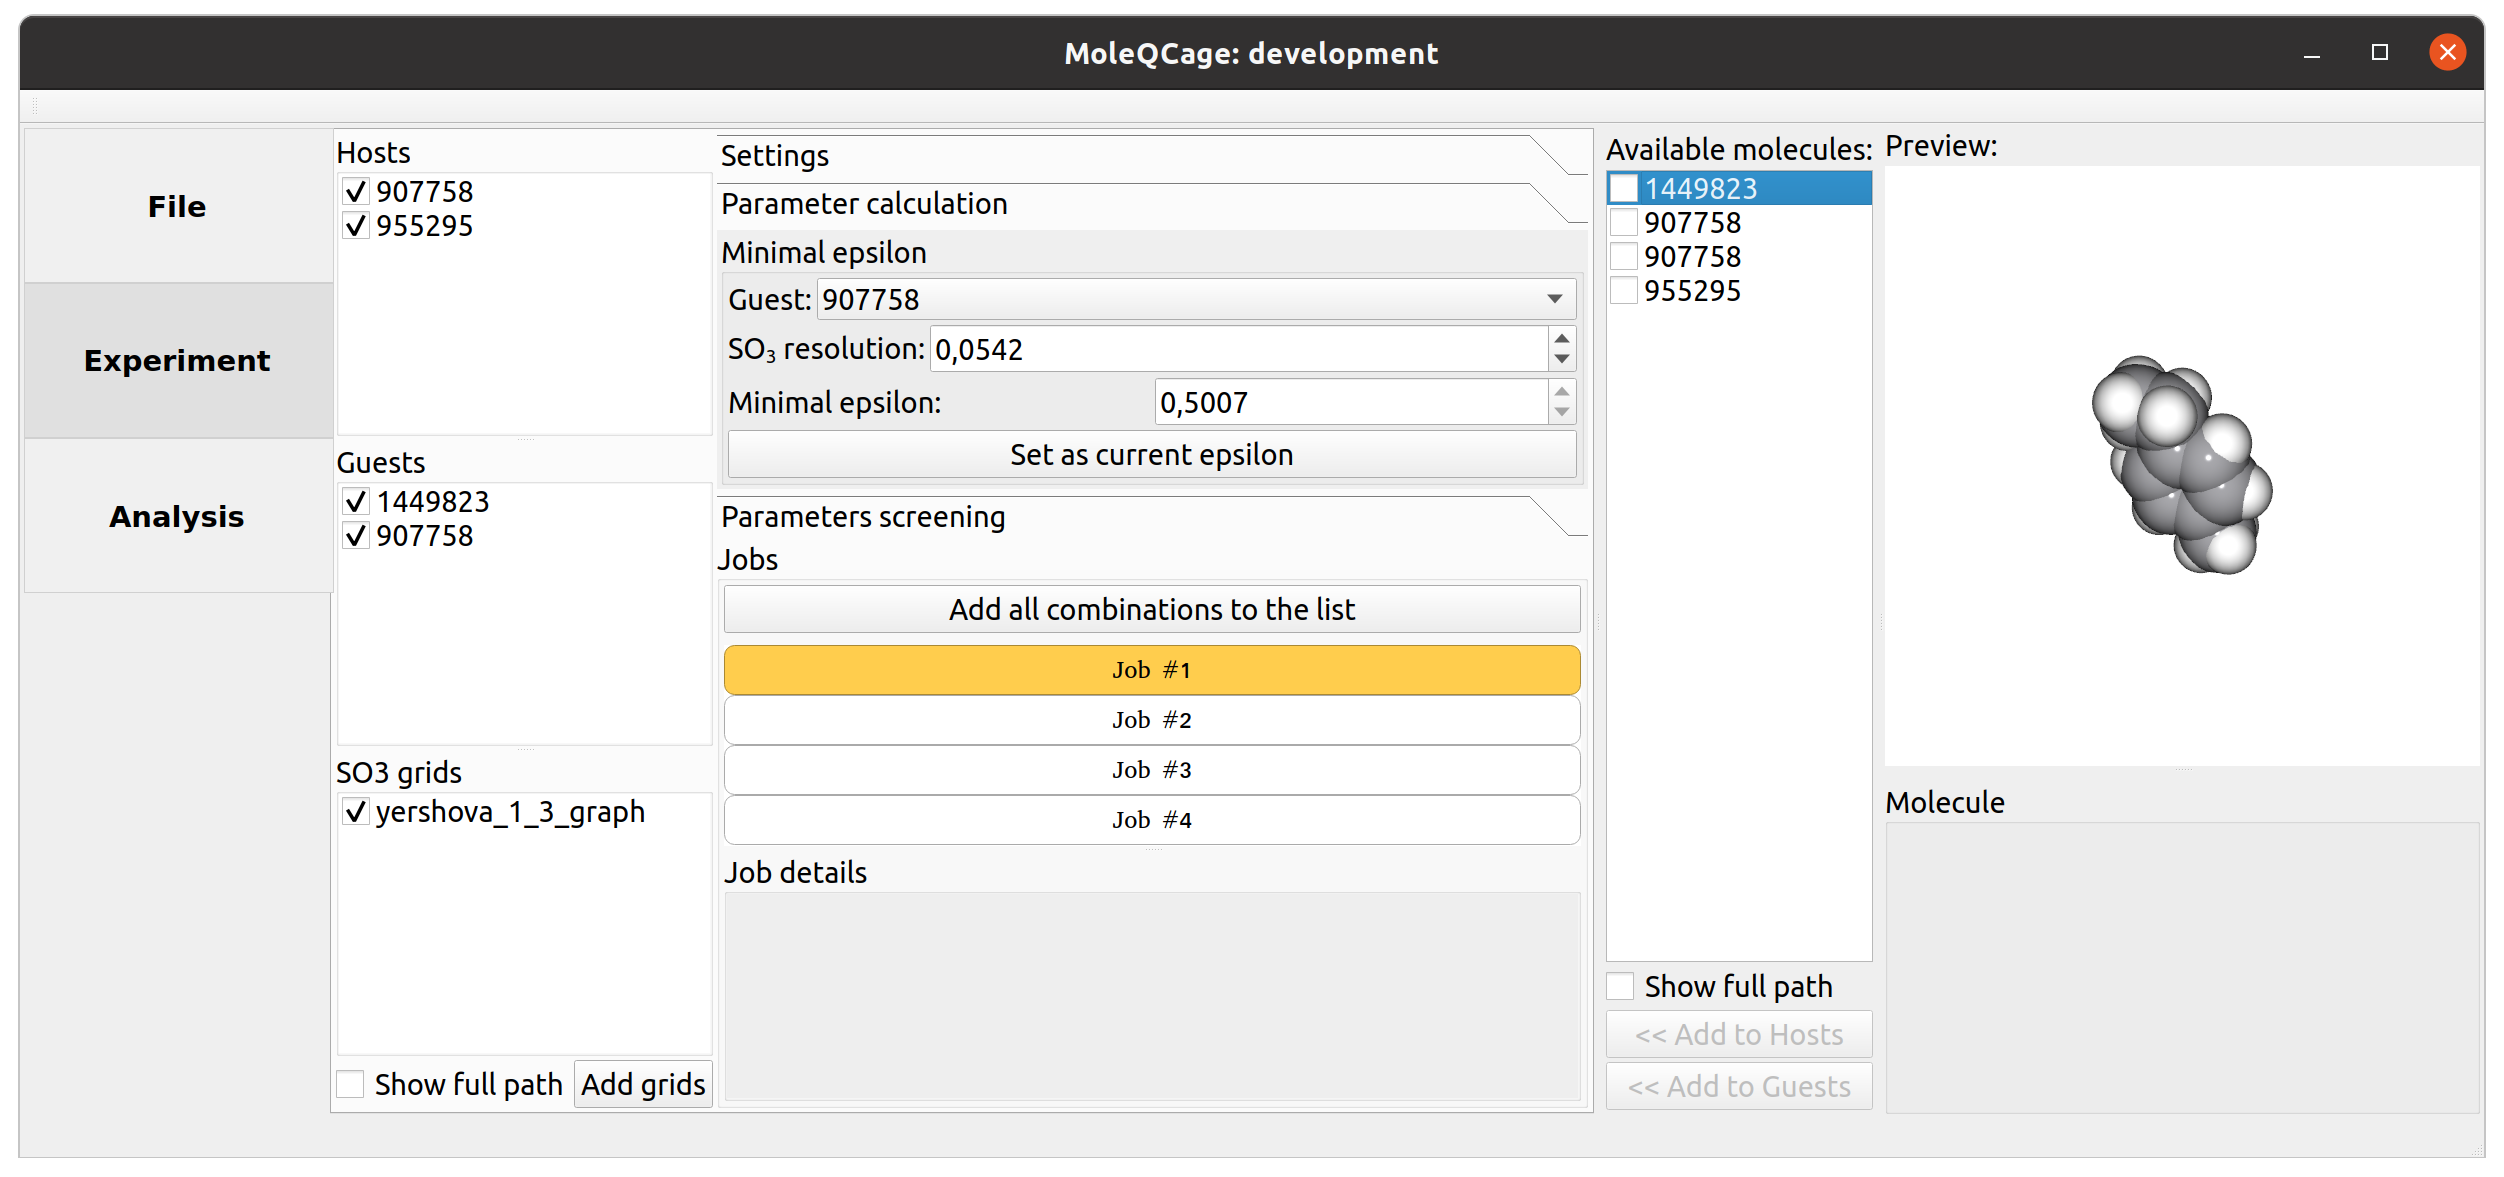 MoleQCage: development
File
Experiment
Analysis
Hosts
907758
955295
Guests
1449823
907758
SO3 grids
yershova_1_3_graph
Show full path
Add grids
Settings
Parameter calculation
Minimal epsilon
Guest: 907758
SO₃ resolution: 0,0542
Minimal epsilon: 0,5007
Set as current epsilon
Parameters screening
Jobs
Add all combinations to the list
Job #1
Job #2
Job #3
Job #4
Job details
Available molecules:
1449823
907758
907758
955295
Show full path
<< Add to Hosts
<< Add to Guests
Preview:
Molecule